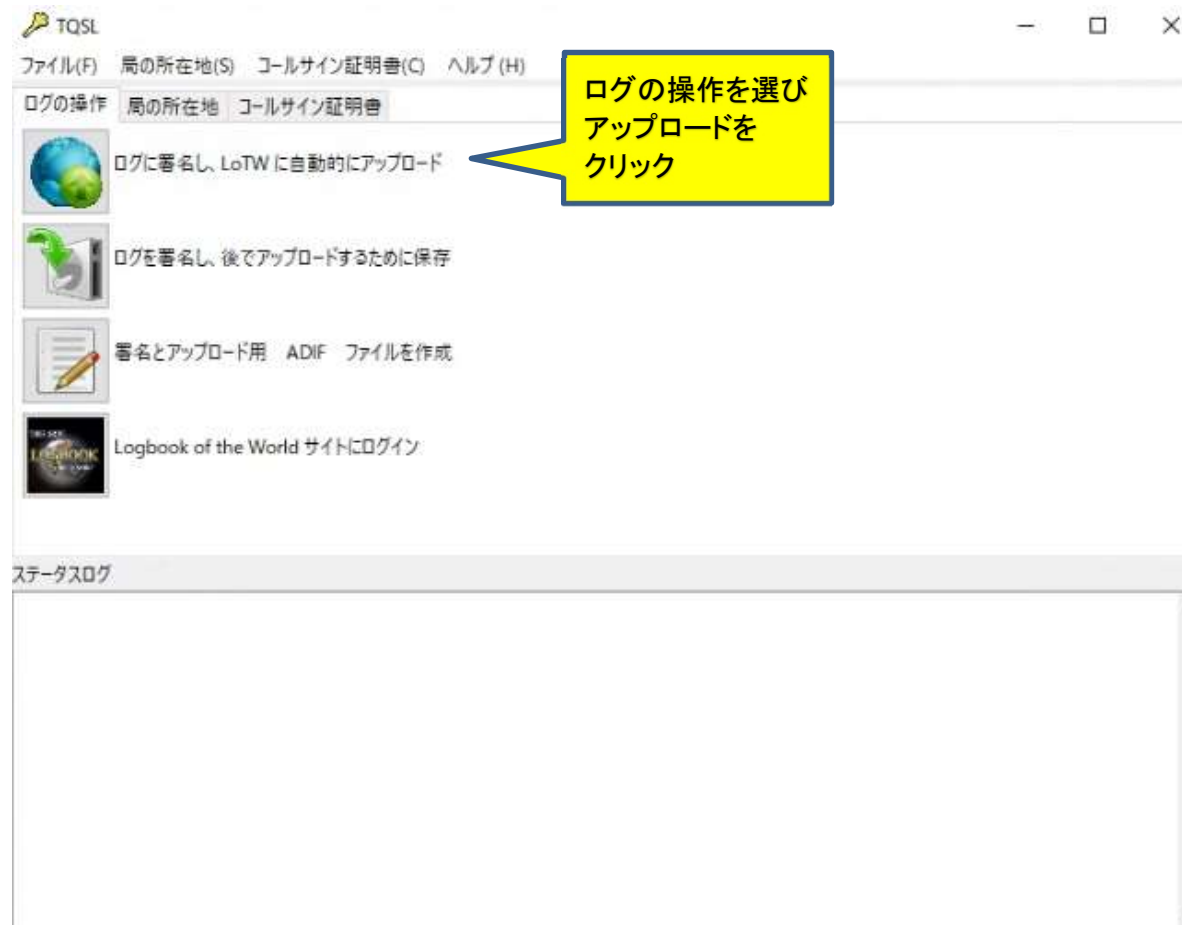 TQSL
ファイル(F) 局の所在地(S) コールサイン証明書(C) ヘルプ (H)
ログの操作 局の所在地 コールサイン証明書
ログの操作を選び
アップロードを
クリック
ログに署名し、LoTW に自動的にアップロード
ログを署名し、後でアップロードするために保存
署名とアップロード用 ADIF ファイルを作成
LOGBOOK
Logbook of the World サイトにログイン
ステータスログ